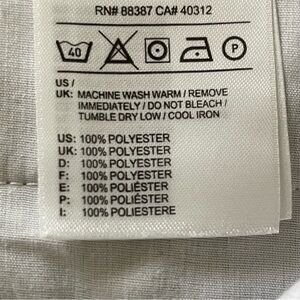 RN# 88387 CA# 40312
40 P
US /
UK: MACHINE WASH WARM / REMOVE
IMMEDIATELY / DO NOT BLEACH /
TUMBLE DRY LOW / COOL IRON
US: 100% POLYESTER
UK: 100% POLYESTER
D: 100% POLYESTER
F: 100% POLYESTER
E: 100% POLIÉSTER
P: 100% POLIÉSTER
I: 100% POLIESTERE